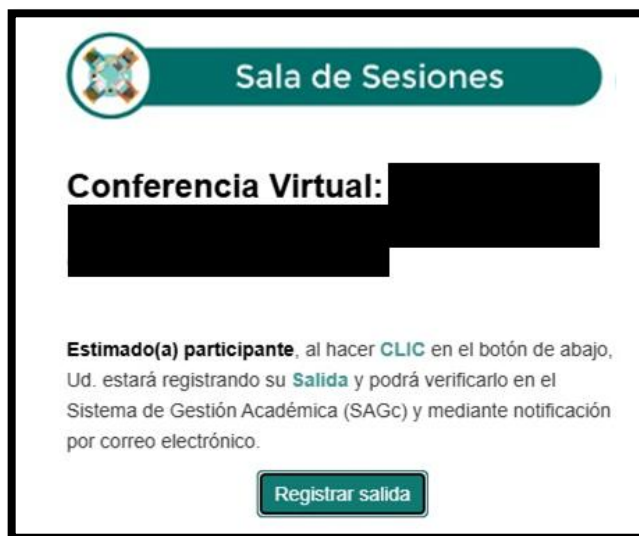 Sala de Sesiones
Conferencia Virtual:
Estimado(a) participante, al hacer CLIC en el botón de abajo,
Ud. estará registrando su Salida y podrá verificarlo en el
Sistema de Gestión Académica (SAGc) y mediante notificación
por correo electrónico.
Registrar salida